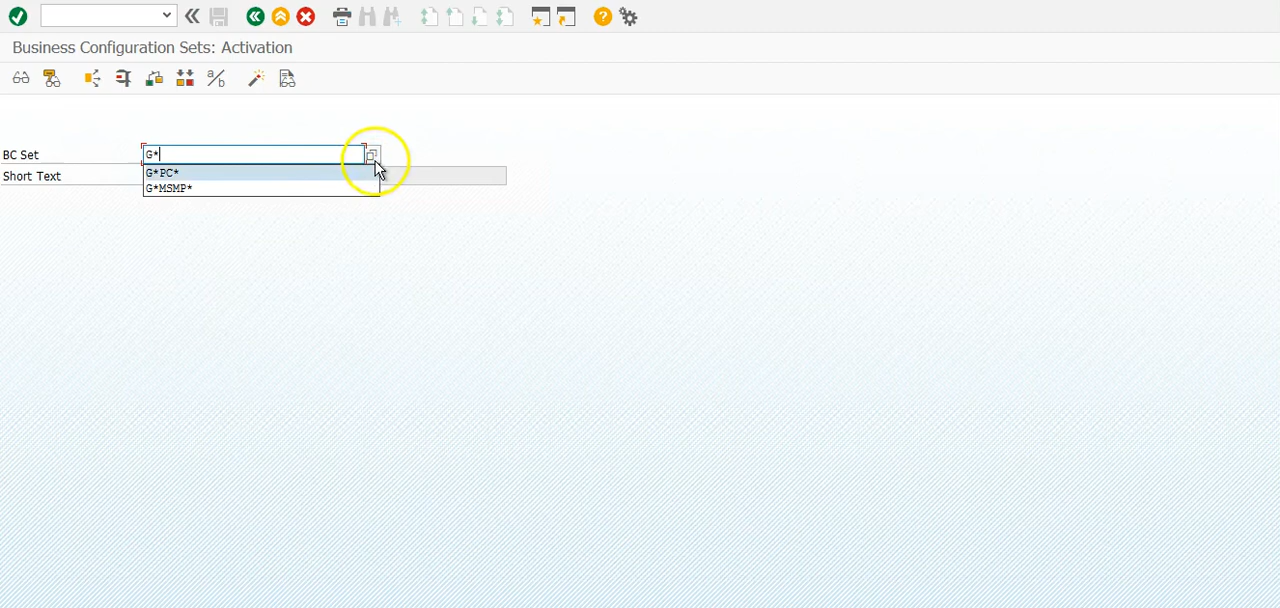 Business Configuration Sets: Activation
a/b
BC Set
G*
G*PC*
Short Text
G*MSMP*